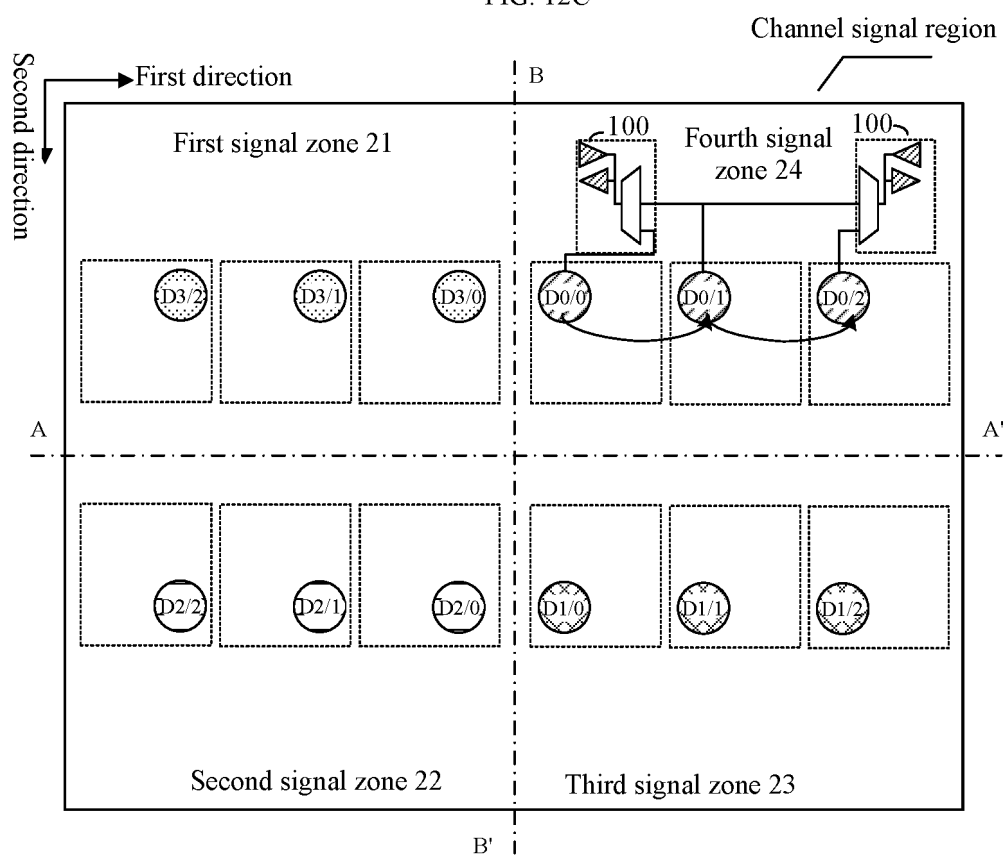 FIG. 12C
Channel signal region
First direction
Second direction
B
First signal zone 21
100
Fourth signal
zone 24
100
D3/2
D3/1
D3/0
D0/0
D0/1
D0/2
A
A'
D2/2
D2/1
D2/0
D1/0
D1/1
D1/2
Second signal zone 22
Third signal zone 23
B'